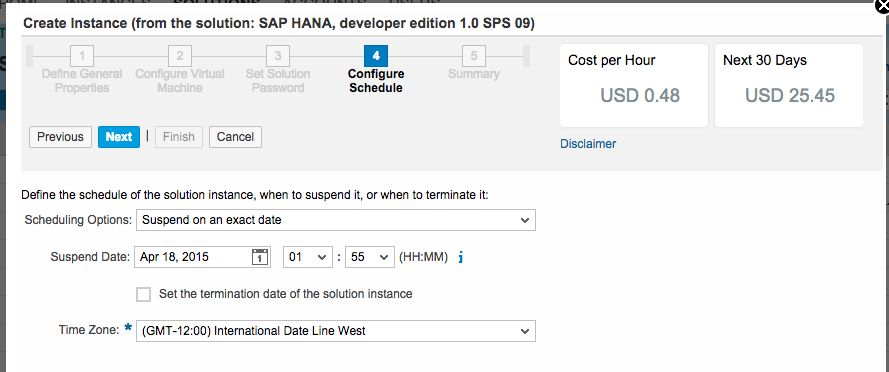 Create Instance (from the solution: SAP HANA, developer edition 1.0 SPS 09)
1 2 3 4 5
Define General Properties
Configure Virtual Machine
Set Solution Password
Configure Schedule
Summary
Cost per Hour
USD 0.48
Next 30 Days
USD 25.45
Previous Next | Finish Cancel
Disclaimer
Define the schedule of the solution instance, when to suspend it, or when to terminate it:
Scheduling Options: Suspend on an exact date
Suspend Date: Apr 18, 2015 1 01 : 55 (HH:MM) i
Set the termination date of the solution instance
Time Zone: * (GMT-12:00) International Date Line West